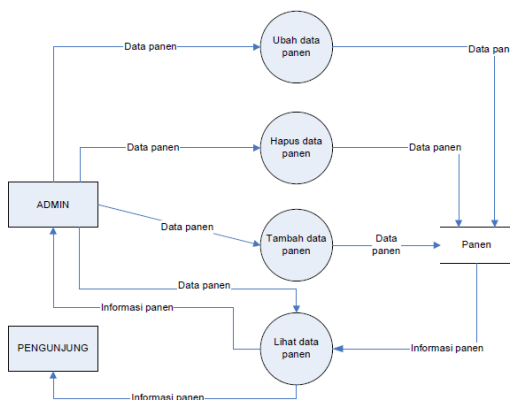 Ubah data
panen
Data panen
Data pan
Hapus data
panen
Data panen
Data panen
ADMIN
Data panen
Tambah data
panen
Data
panen
Panen
Data panen
Informasi panen
PENGUNJUNG
Lihat data
panen
Informasi panen
Informasi panen